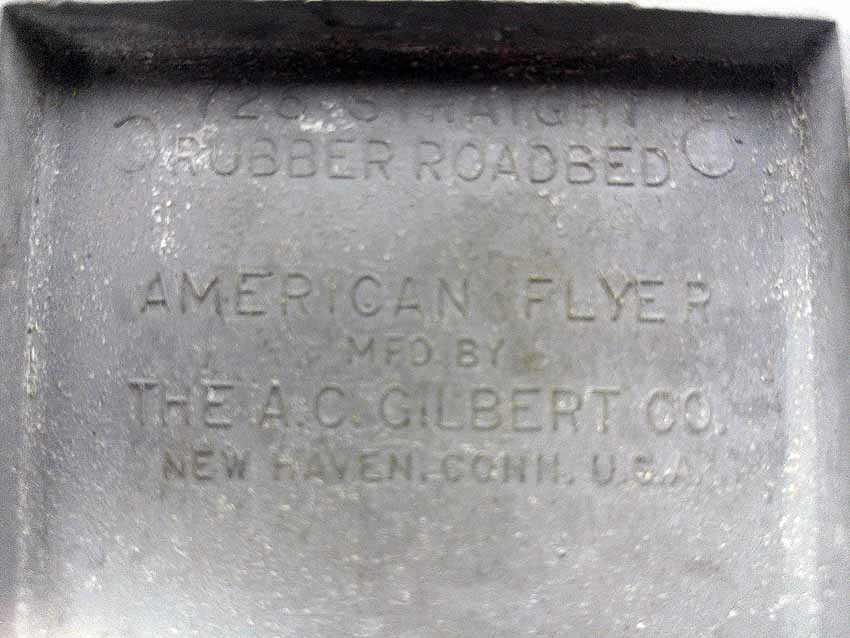 726 STRAIGHT
RUBBER ROADBED
AMERICAN FLYER
MFD. BY
THE A.C. GILBERT CO.
NEW HAVEN, CONN. U.S.A.